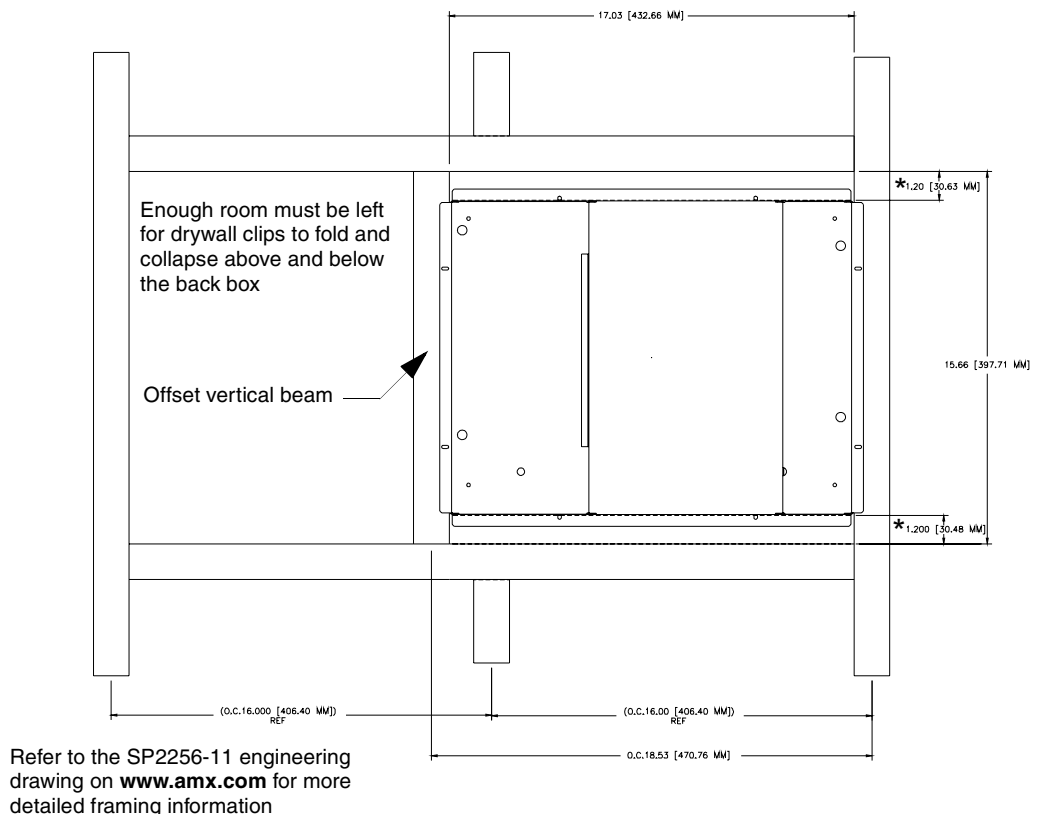 17.03 [432.66 MM]
*1.20 [30.63 MM]
Enough room must be left
for drywall clips to fold and
collapse above and below
the back box
15.66 [397.71 MM]
Offset vertical beam
*1.200 [30.48 MM]
(O.C.16.000 [406.40 MM])
REF
(O.C.16.00 [406.40 MM])
REF
O.C.18.53 [470.76 MM]
Refer to the SP2256-11 engineering
drawing on www.amx.com for more
detailed framing information